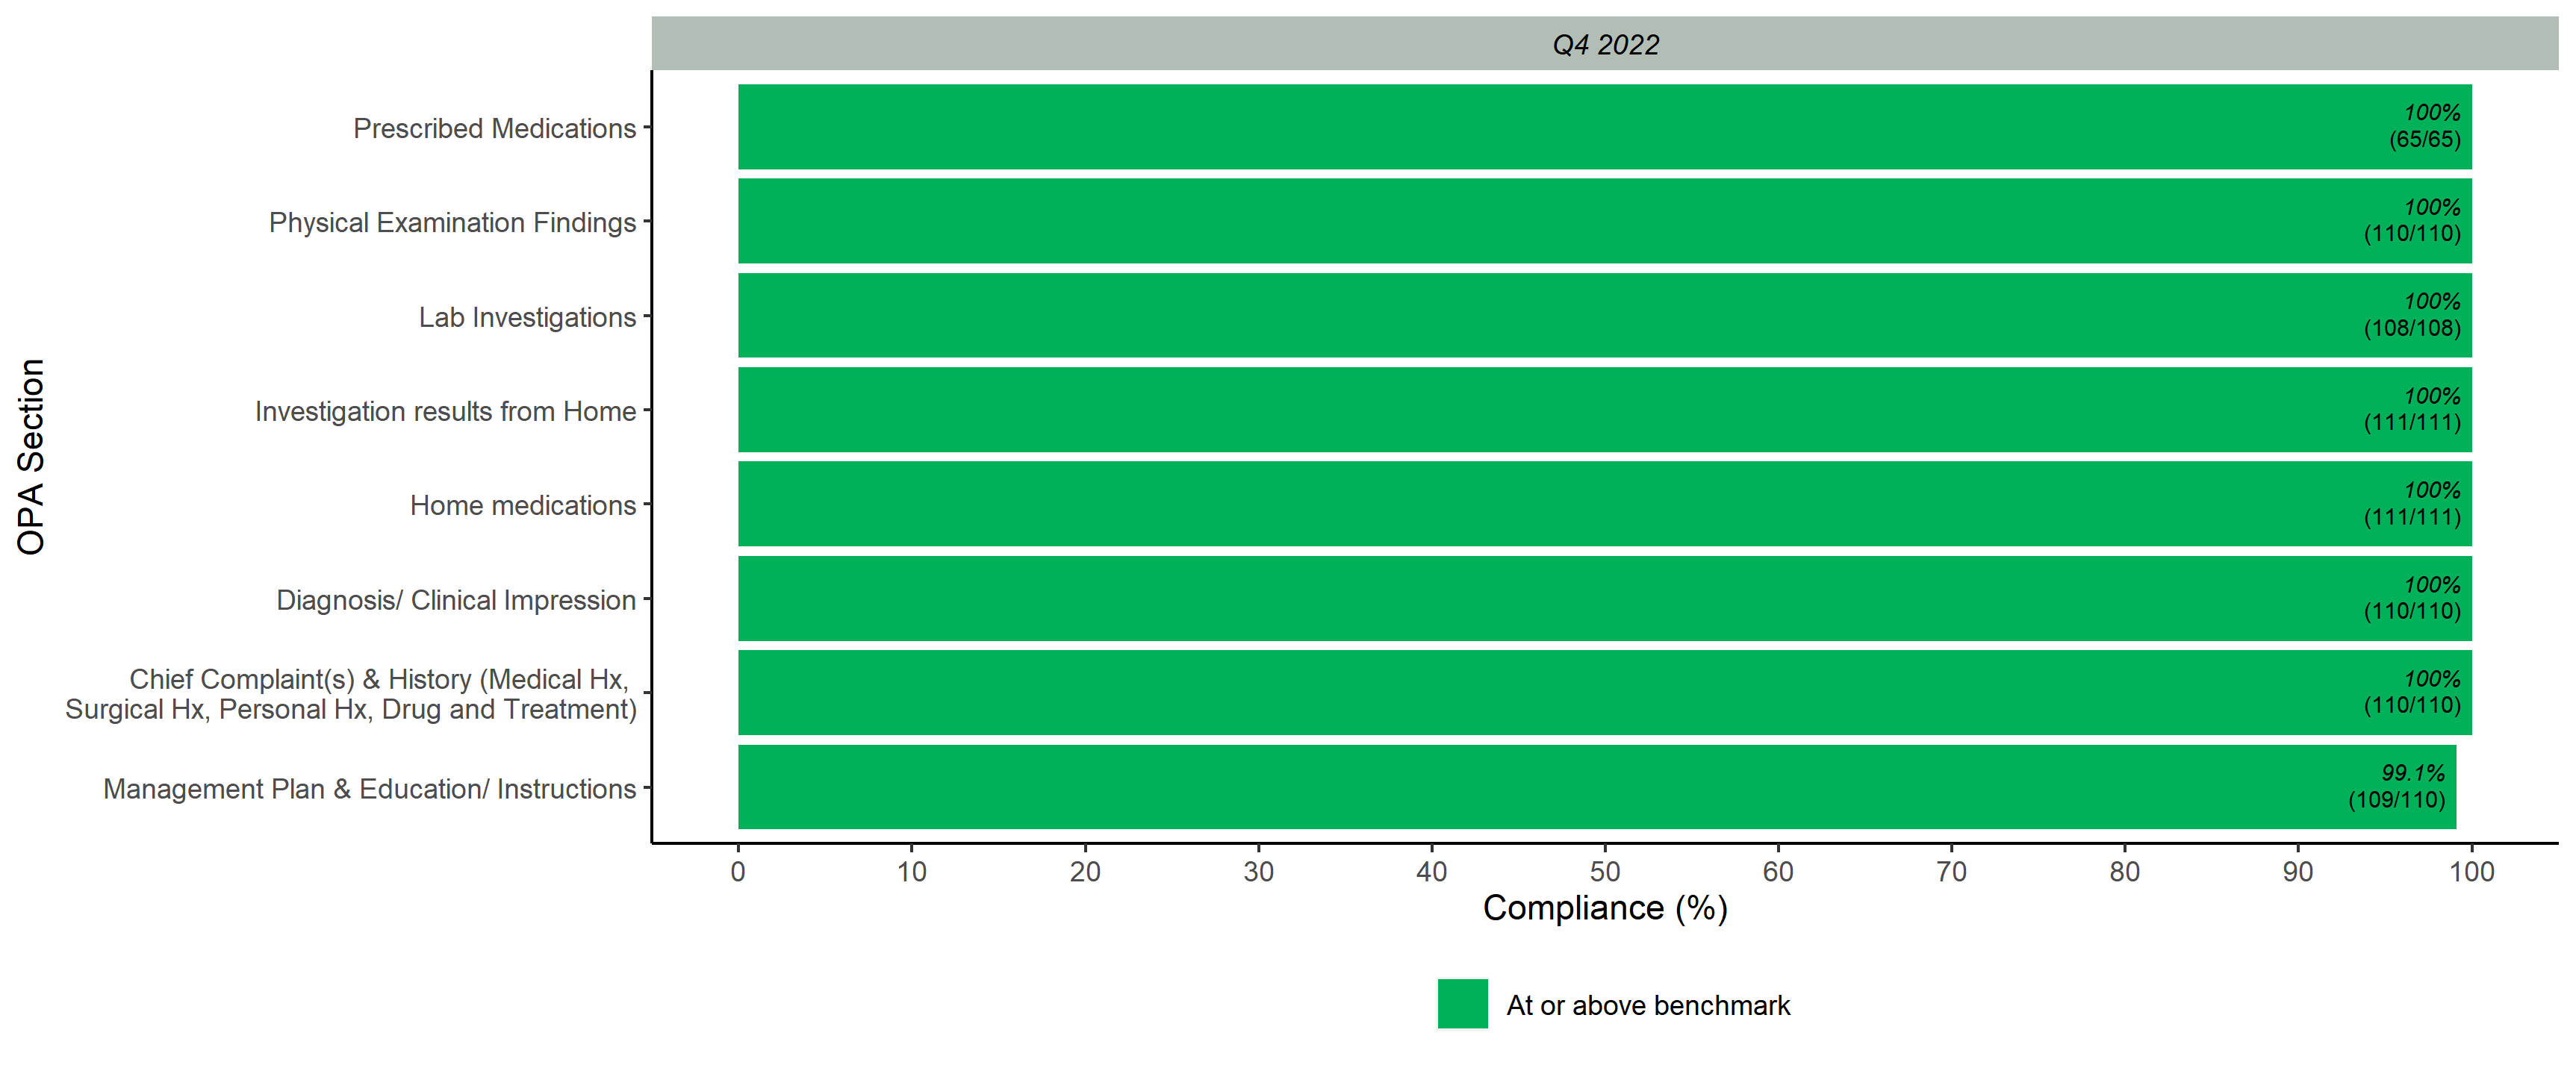 Q4 2022
OPA Section
Prescribed Medications
100%
(65/65)
Physical Examination Findings
100%
(110/110)
Lab Investigations
100%
(108/108)
Investigation results from Home
100%
(111/111)
Home medications
100%
(111/111)
Diagnosis/ Clinical Impression
100%
(110/110)
Chief Complaint(s) & History (Medical Hx,
Surgical Hx, Personal Hx, Drug and Treatment)
100%
(110/110)
Management Plan & Education/ Instructions
99.1%
(109/110)
0 10 20 30 40 50 60 70 80 90 100
Compliance (%)
At or above benchmark